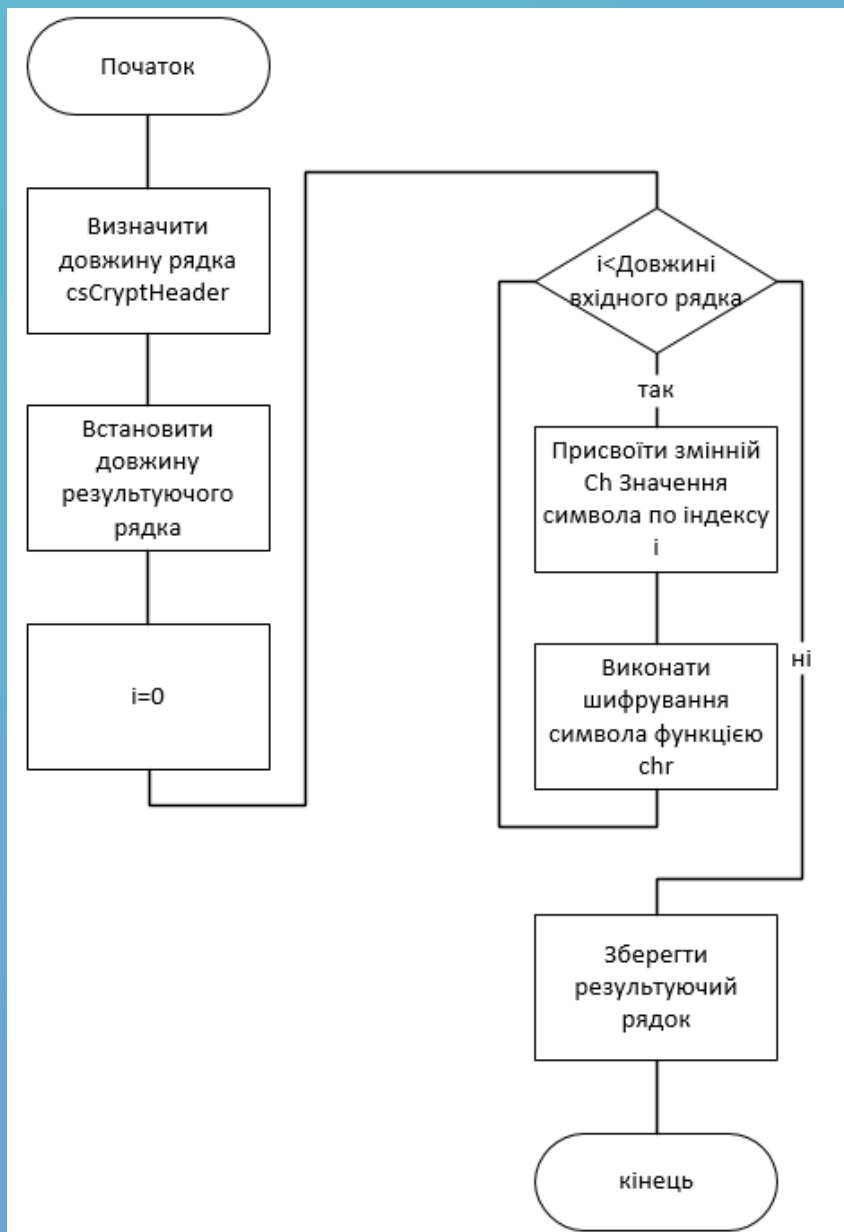 Початок
Визначити
довжину рядка
csCryptHeader
Встановити
довжину
результуючого
рядка
i=0
i<Довжині
вхідного рядка
так
Присвоїти змінній
Ch Значення
символа по індексу
i
Виконати
шифрування
символа функцією
chr
ні
Зберегти
результуючий
рядок
кінець